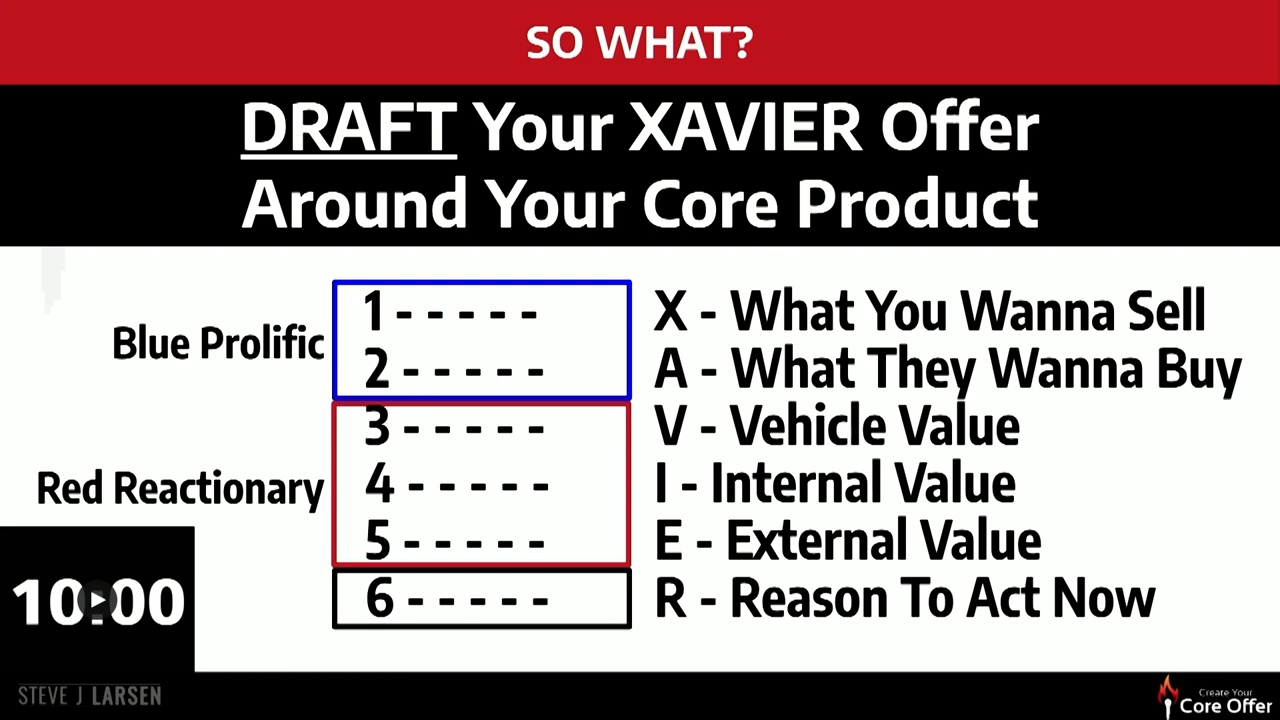 SO WHAT?
DRAFT Your XAVIER Offer
Around Your Core Product
Blue Prolific
Red Reactionary
1 - - - - -
2 - - - - -
3 - - - - -
4 - - - - -
5 - - - - -
6 - - - - -
X - What You Wanna Sell
A - What They Wanna Buy
V - Vehicle Value
I - Internal Value
E - External Value
R - Reason To Act Now
10:00
STEVE J LARSEN
Create Your
Core Offer